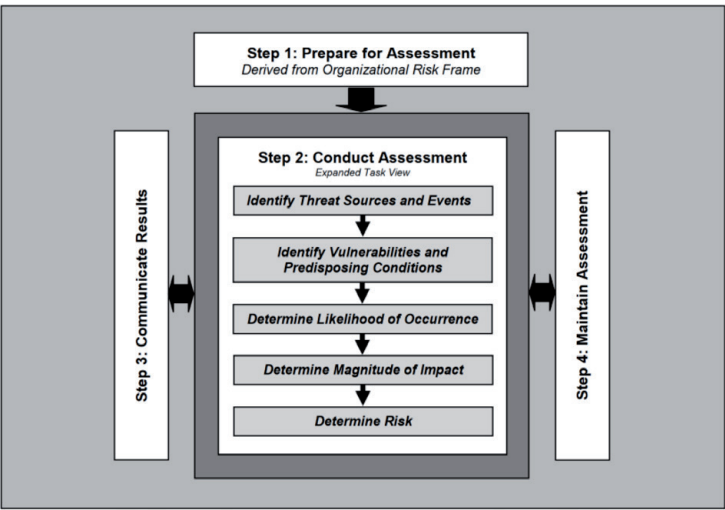 Step 1: Prepare for Assessment
Derived from Organizational Risk Frame
Step 2: Conduct Assessment
Expanded Task View
Identify Threat Sources and Events
Identify Vulnerabilities and
Predisposing Conditions
Determine Likelihood of Occurrence
Determine Magnitude of Impact
Determine Risk
Step 3: Communicate Results
Step 4: Maintain Assessment